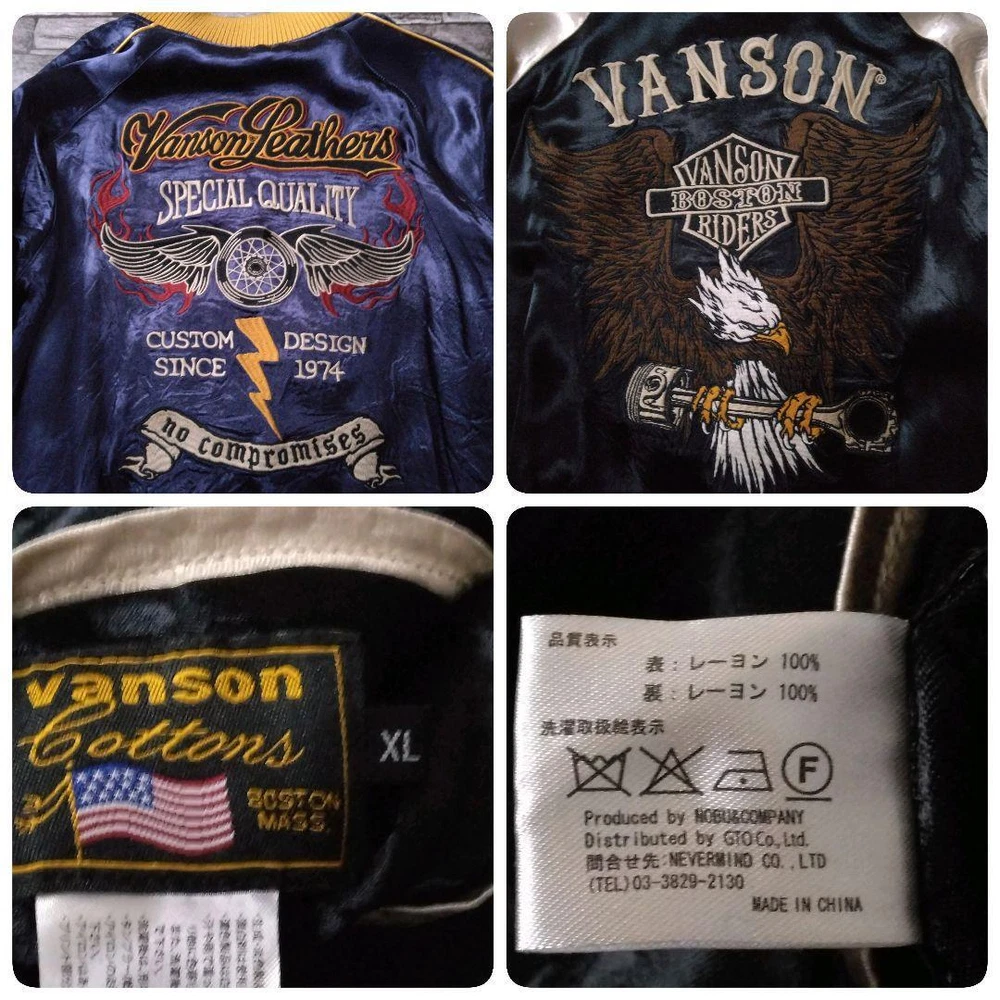 Vanson Leathers
SPECIAL QUALITY
CUSTOM DESIGN
SINCE 1974
no compromises
VANSON®
VANSON
BOSTON
RIDERS
vanson
Cottons
BOSTON
MASS.
XL
品質表示
表：レーヨン 100%
裏：レーヨン 100%
洗濯取扱絵表示
F
Produced by NOBU&COMPANY
Distributed by GTO Co., Ltd.
問合せ先：NEVERMIND CO.,LTD
(TEL)03-3829-2130
MADE IN CHINA